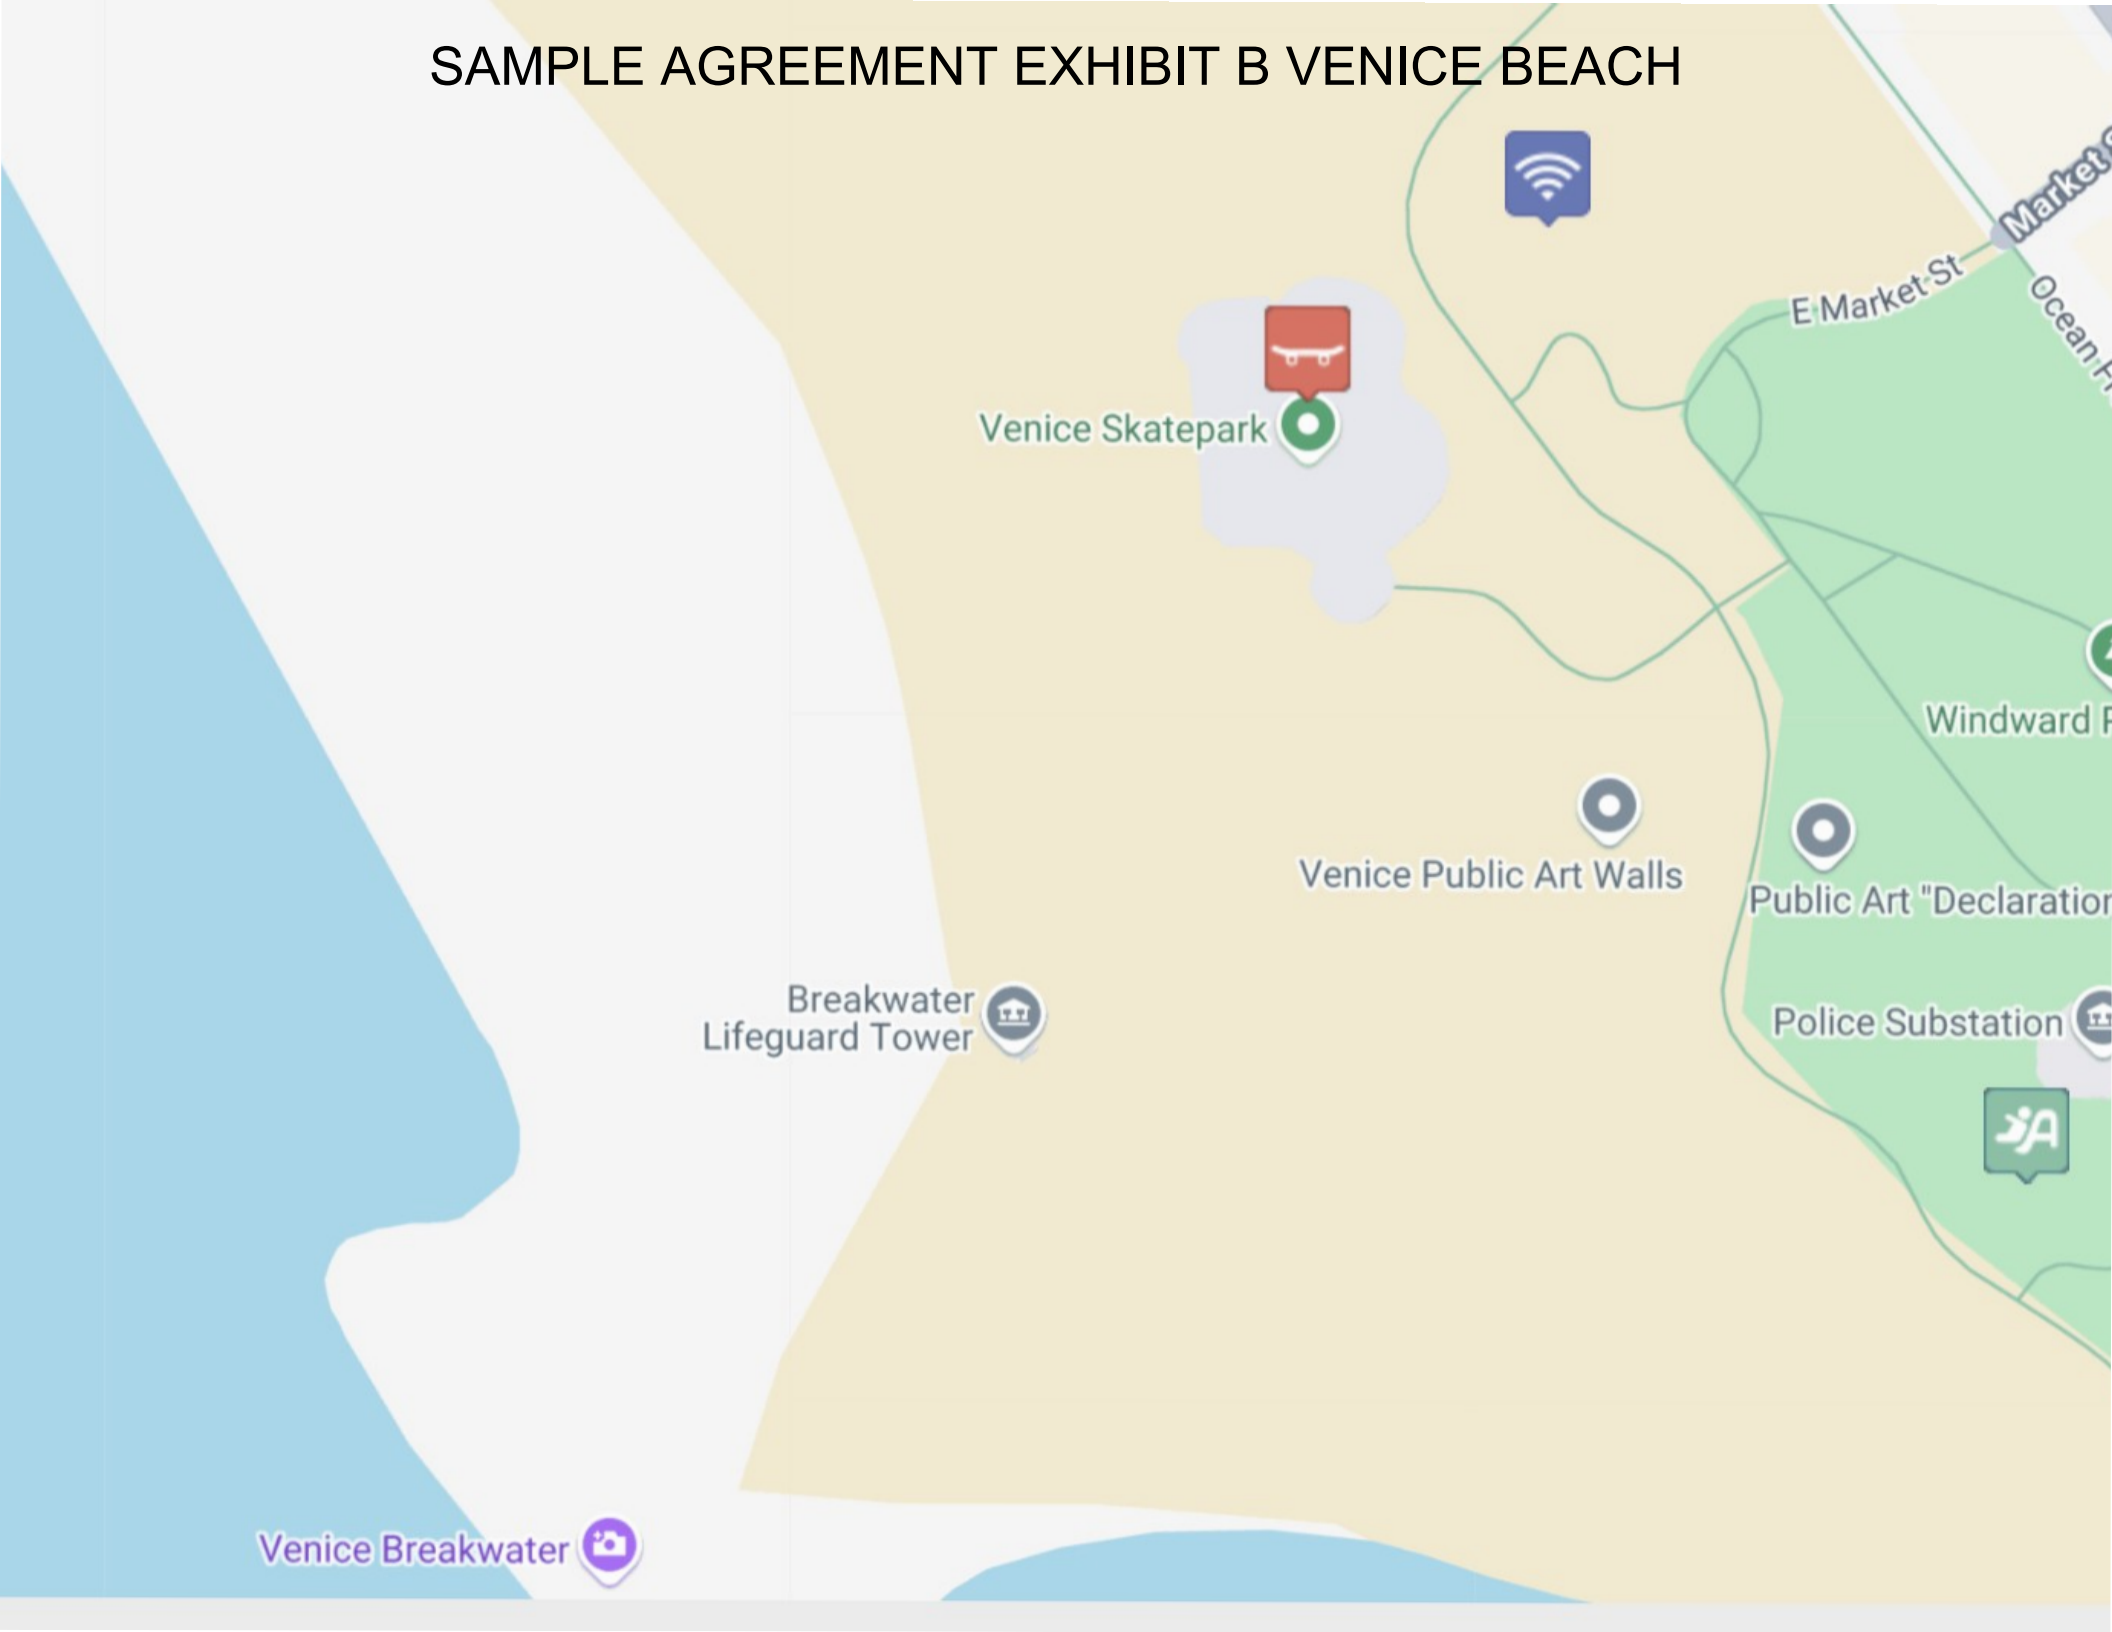 SAMPLE AGREEMENT EXHIBIT B VENICE BEACH
Market
E Market St
Ocean
Venice Skatepark
Windward
Venice Public Art Walls
Public Art "Declaration
Breakwater
Lifeguard Tower
Police Substation
Venice Breakwater